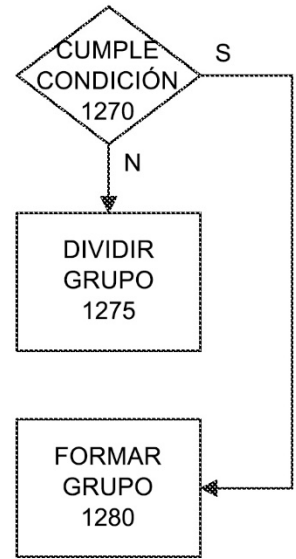 CUMPLE
CONDICIÓN
1270
S
N
DIVIDIR
GRUPO
1275
FORMAR
GRUPO
1280